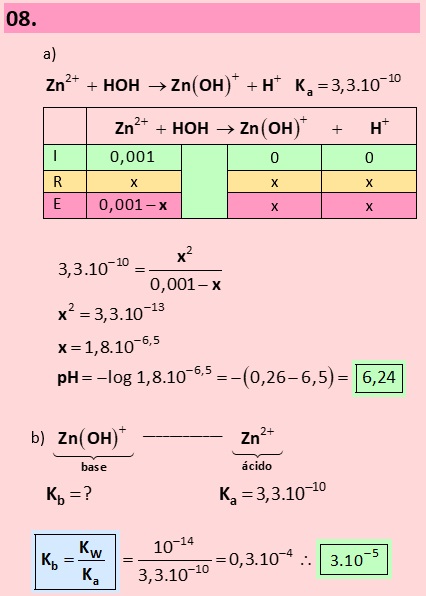 08.
a)
Zn²⁺ + HOH → Zn(OH)⁺ + H⁺ Kₐ = 3,3.10⁻¹⁰
Zn²⁺ + HOH → Zn(OH)⁺ + H⁺
I 0,001 0 0
R x x x
E 0,001 – x x x
3,3.10⁻¹⁰ = x² / 0,001 – x
x² = 3,3.10⁻¹³
x = 1,8.10⁻⁶,⁵
pH = –log 1,8.10⁻⁶,⁵ = –(0,26 – 6,5) = 6,24
b) Zn(OH)⁺ ———— Zn²⁺
base ácido
K_b = ? Kₐ = 3,3.10⁻¹⁰
K_b = K_W / Kₐ = 10⁻¹⁴ / 3,3.10⁻¹⁰ = 0,3.10⁻⁴ ∴ 3.10⁻⁵